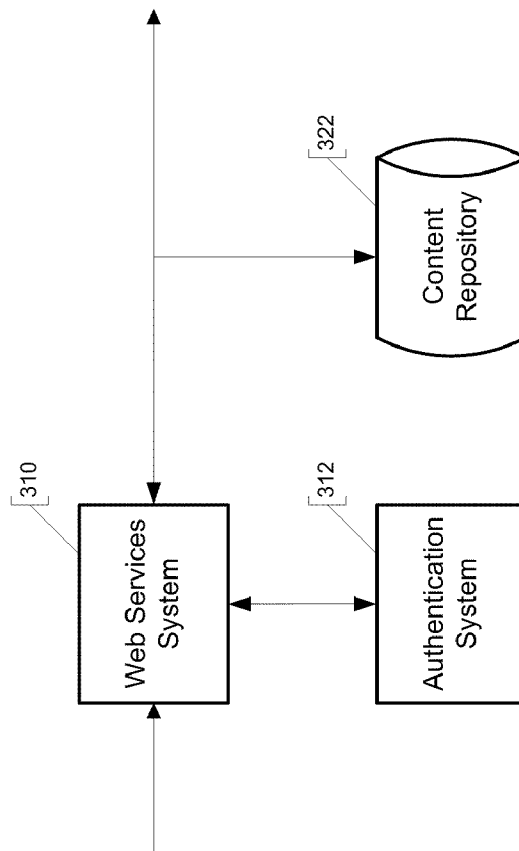 310
Web Services
System
312
Authentication
System
322
Content
Repository